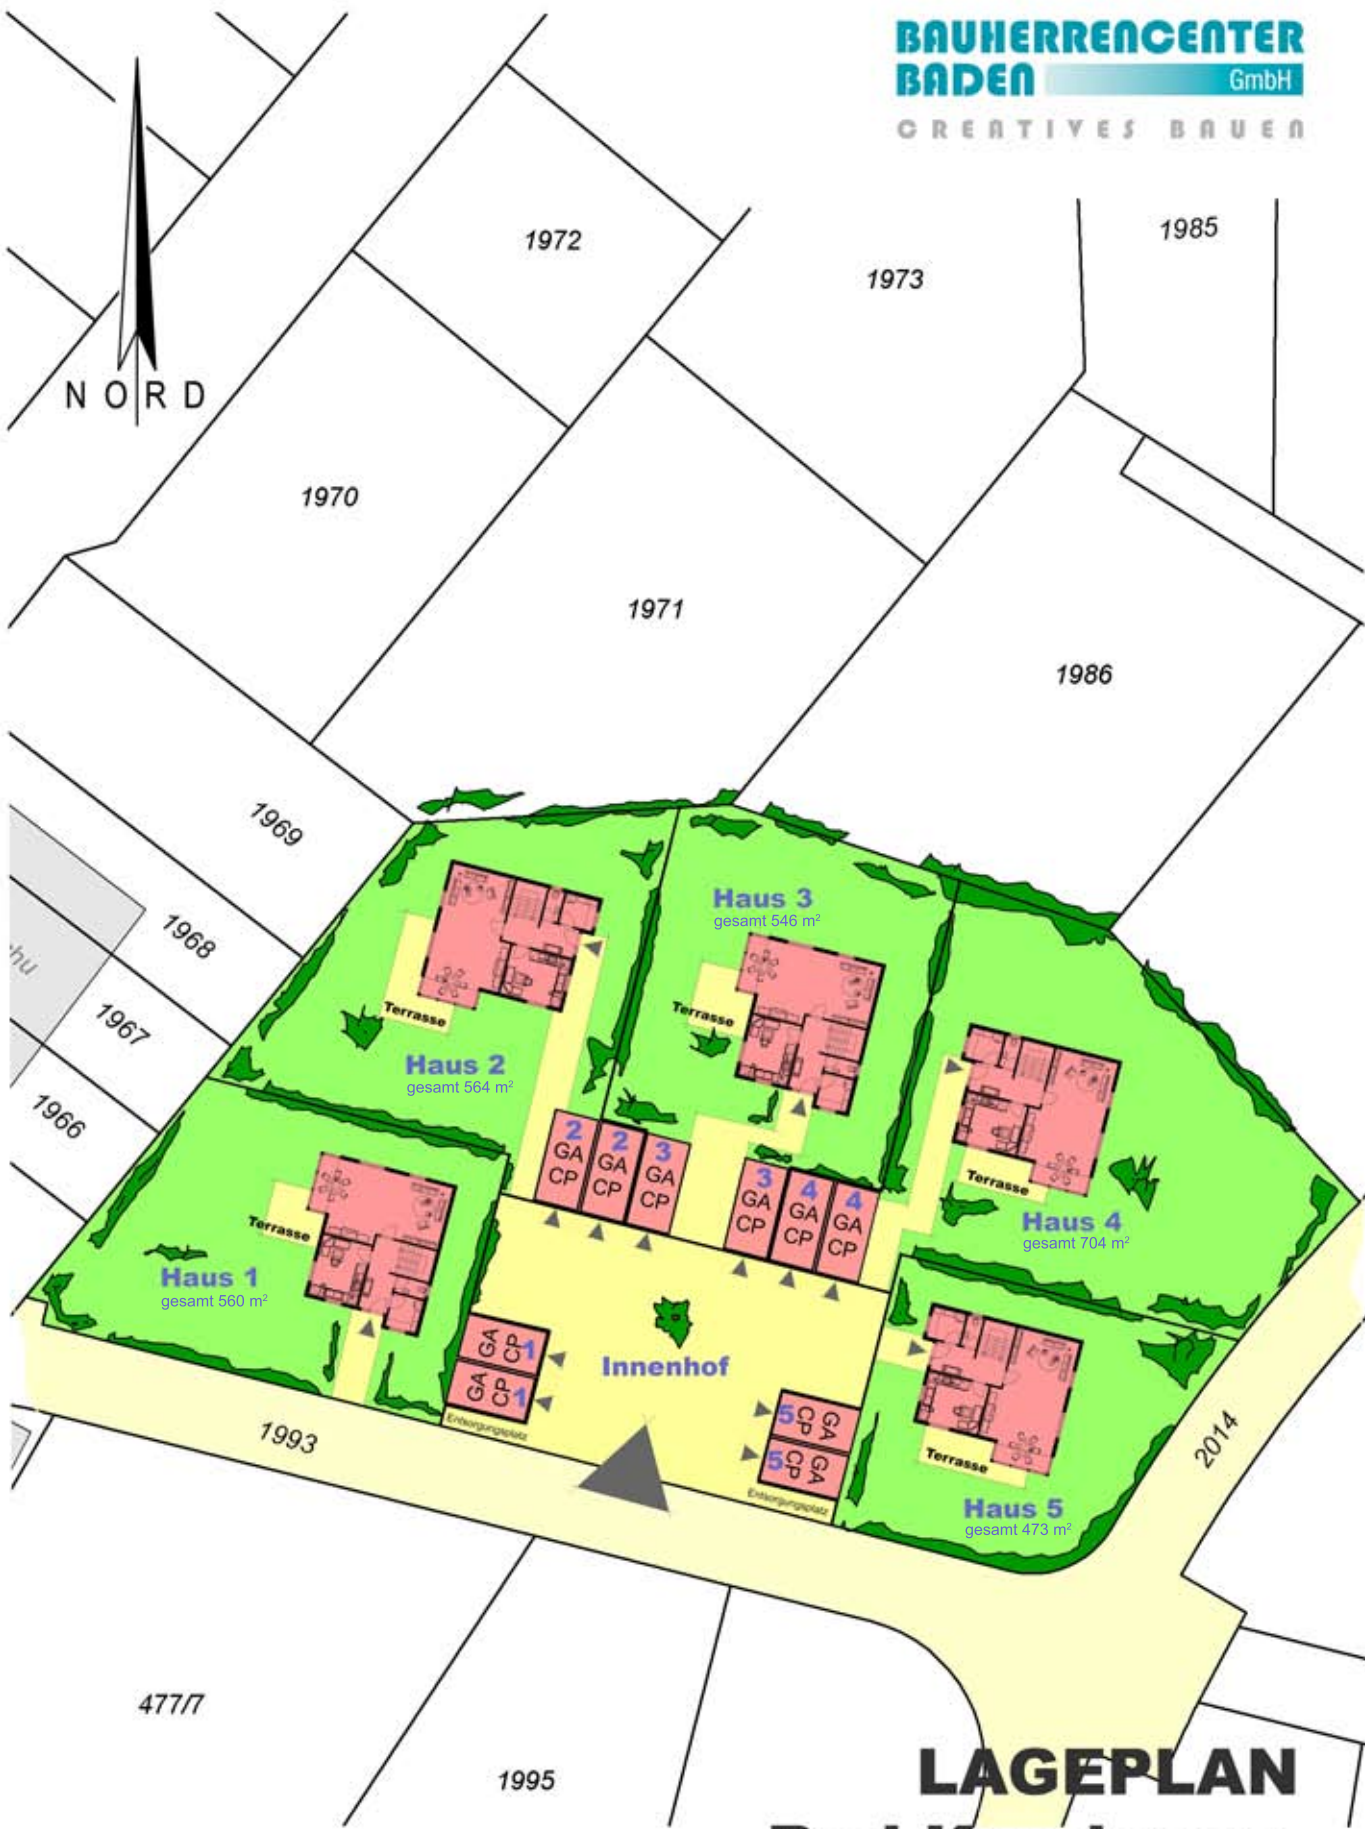 BAUHERRENCENTER
BADEN GmbH
CREATIVES BAUEN
NORD
1972
1973
1985
1970
1971
1986
1969
1968
1967
1966
Haus 3
gesamt 546 m²
Terrasse
Terrasse
Haus 2
gesamt 564 m²
2
GA
CP
2
GA
CP
3
GA
CP
3
GA
CP
4
GA
CP
4
GA
CP
Terrasse
Haus 4
gesamt 704 m²
Terrasse
Haus 1
gesamt 560 m²
GA CP 1
GA CP 1
Entsorgungsplatz
Innenhof
5 CP GA
5 CP GA
Entsorgungsplatz
Terrasse
Haus 5
gesamt 473 m²
1993
2014
477/7
1995
LAGEPLAN